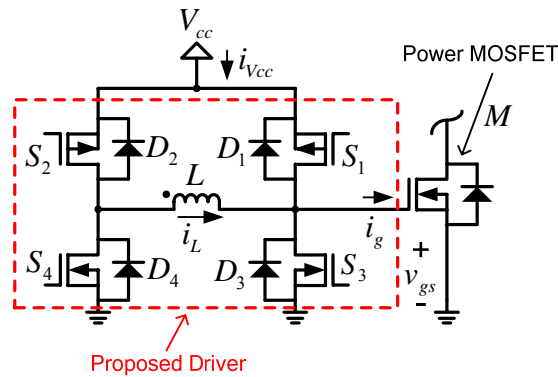 V_cc
i_Vcc
Power MOSFET
M
S_2
D_2
D_1
S_1
L
i_L
i_g
S_4
D_4
D_3
S_3
+
v_gs
-
Proposed Driver